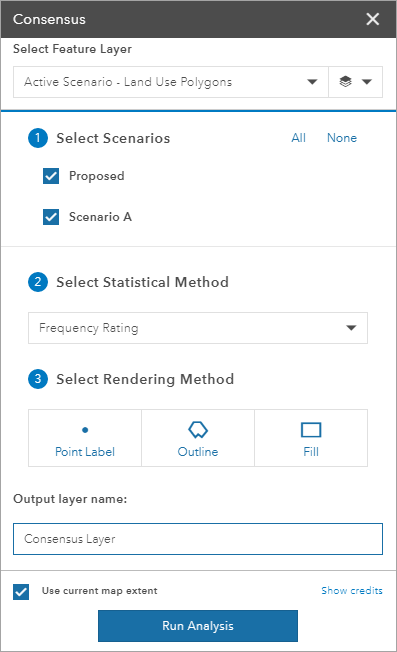 Consensus
Select Feature Layer
Active Scenario - Land Use Polygons
1 Select Scenarios All None
Proposed
Scenario A
2 Select Statistical Method
Frequency Rating
3 Select Rendering Method
Point Label Outline Fill
Output layer name:
Consensus Layer
Use current map extent Show credits
Run Analysis